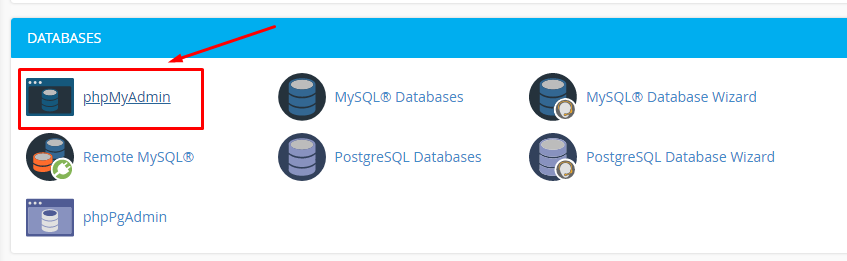 DATABASES
phpMyAdmin
MySQL® Databases
MySQL® Database Wizard
Remote MySQL®
PostgreSQL Databases
PostgreSQL Database Wizard
phpPgAdmin